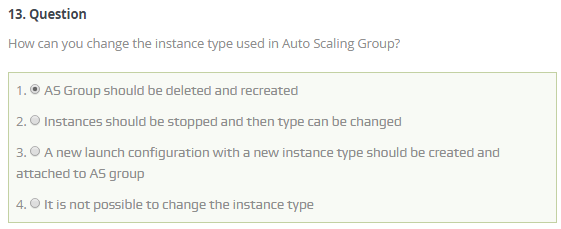 13. Question
How can you change the instance type used in Auto Scaling Group?
1. AS Group should be deleted and recreated
2. Instances should be stopped and then type can be changed
3. A new launch configuration with a new instance type should be created and
attached to AS group
4. It is not possible to change the instance type